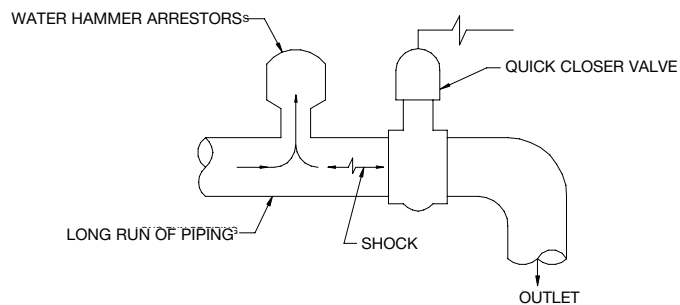 WATER HAMMER ARRESTORS
QUICK CLOSER VALVE
LONG RUN OF PIPING
SHOCK
OUTLET